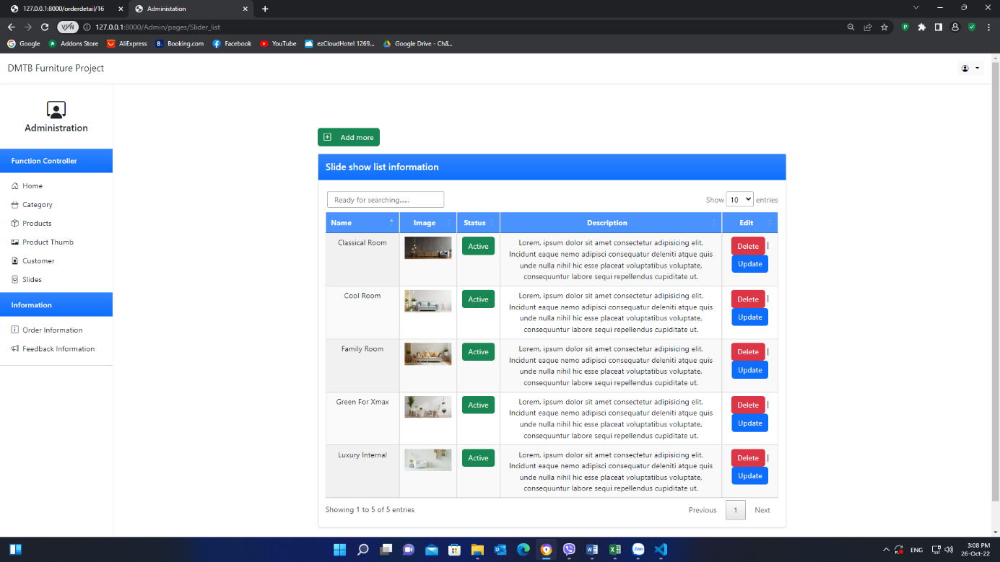 127.0.0.1:8000/orderdetail/16
Administation
VPN
127.0.0.1:8000/Admin/pages/Slider_list
Google
Addons Store
AliExpress
B.
Booking.com
Facebook
YouTube
ezCloudHotel 1269...
Google Drive - Chấ...
DMTB Furniture Project
Administration
Function Controller
Home
Category
Products
Product Thumb
Customer
Slides
Information
Order Information
Feedback Information
Add more
Slide show list information
Ready for searching......
Show 10 entries
Name Image Status Description Edit
Classical Room
Active
Lorem, ipsum dolor sit amet consectetur adipisicing elit.
Incidunt eaque nemo adipisci consequatur deleniti atque quis
unde nulla nihil hic esse placeat voluptatibus voluptate,
consequuntur labore sequi repellendus cupiditate ut.
Delete |
Update
Cool Room
Active
Lorem, ipsum dolor sit amet consectetur adipisicing elit.
Incidunt eaque nemo adipisci consequatur deleniti atque quis
unde nulla nihil hic esse placeat voluptatibus voluptate,
consequuntur labore sequi repellendus cupiditate ut.
Delete |
Update
Family Room
Active
Lorem, ipsum dolor sit amet consectetur adipisicing elit.
Incidunt eaque nemo adipisci consequatur deleniti atque quis
unde nulla nihil hic esse placeat voluptatibus voluptate,
consequuntur labore sequi repellendus cupiditate ut.
Delete |
Update
Green For Xmax
Active
Lorem, ipsum dolor sit amet consectetur adipisicing elit.
Incidunt eaque nemo adipisci consequatur deleniti atque quis
unde nulla nihil hic esse placeat voluptatibus voluptate,
consequuntur labore sequi repellendus cupiditate ut.
Delete |
Update
Luxury Internal
Active
Lorem, ipsum dolor sit amet consectetur adipisicing elit.
Incidunt eaque nemo adipisci consequatur deleniti atque quis
unde nulla nihil hic esse placeat voluptatibus voluptate,
consequuntur labore sequi repellendus cupiditate ut.
Delete |
Update
Showing 1 to 5 of 5 entries
Previous 1 Next
Zalo
ENG
3:08 PM
26-Oct-22